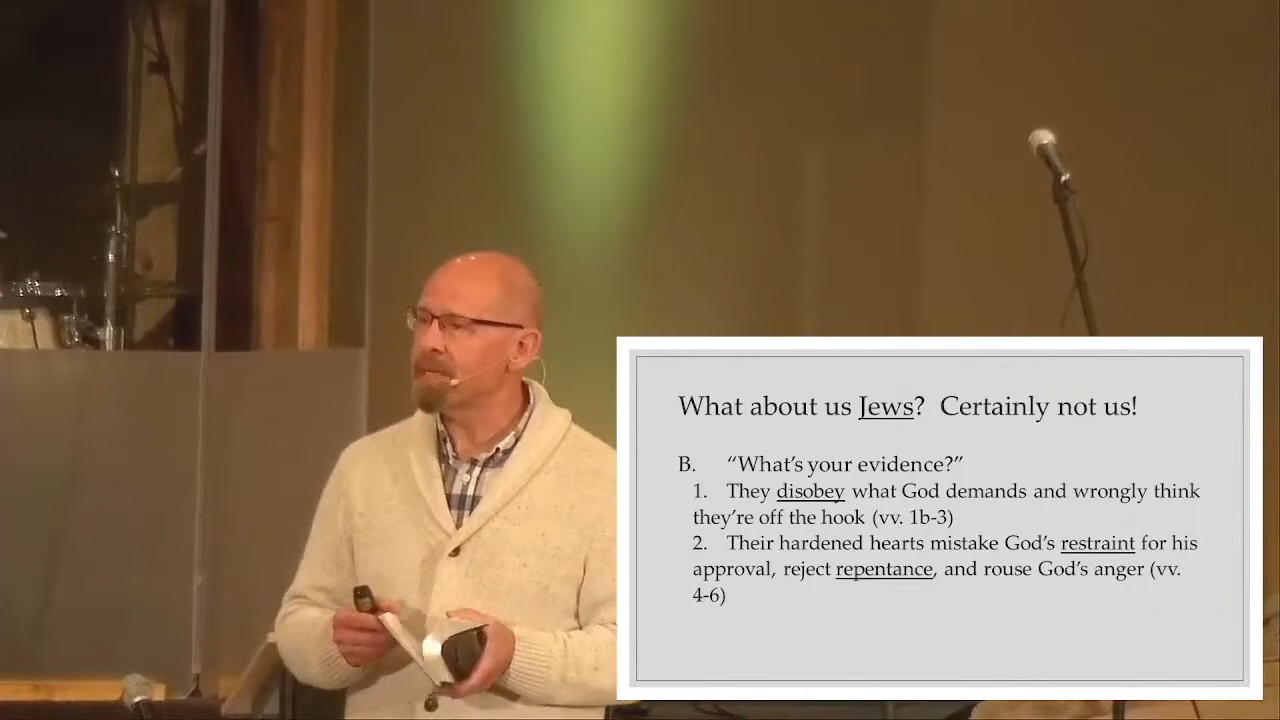 What about us Jews?  Certainly not us!
B. “What’s your evidence?”
1. They disobey what God demands and wrongly think
they’re off the hook (vv. 1b-3)
2. Their hardened hearts mistake God’s restraint for his
approval, reject repentance, and rouse God’s anger (vv.
4-6)